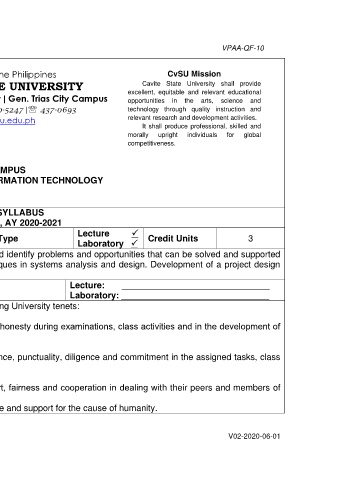 VPAA-QF-10
he Philippines
E UNIVERSITY
| Gen. Trias City Campus
-5247 |☏ 437-0693
u.edu.ph
CvSU Mission
Cavite State University shall provide
excellent, equitable and relevant educational
opportunities in the arts, science and
technology through quality instruction and
relevant research and development activities.
It shall produce professional, skilled and
morally upright individuals for global
competitiveness.
MPUS
RMATION TECHNOLOGY
SYLLABUS
, AY 2020-2021
Type Lecture ✓ Credit Units 3
Laboratory ✓
d identify problems and opportunities that can be solved and supported
ques in systems analysis and design. Development of a project design
Lecture: ____________________
Laboratory: ____________________
ng University tenets:
honesty during examinations, class activities and in the development of
nce, punctuality, diligence and commitment in the assigned tasks, class
rt, fairness and cooperation in dealing with their peers and members of
e and support for the cause of humanity.
V02-2020-06-01